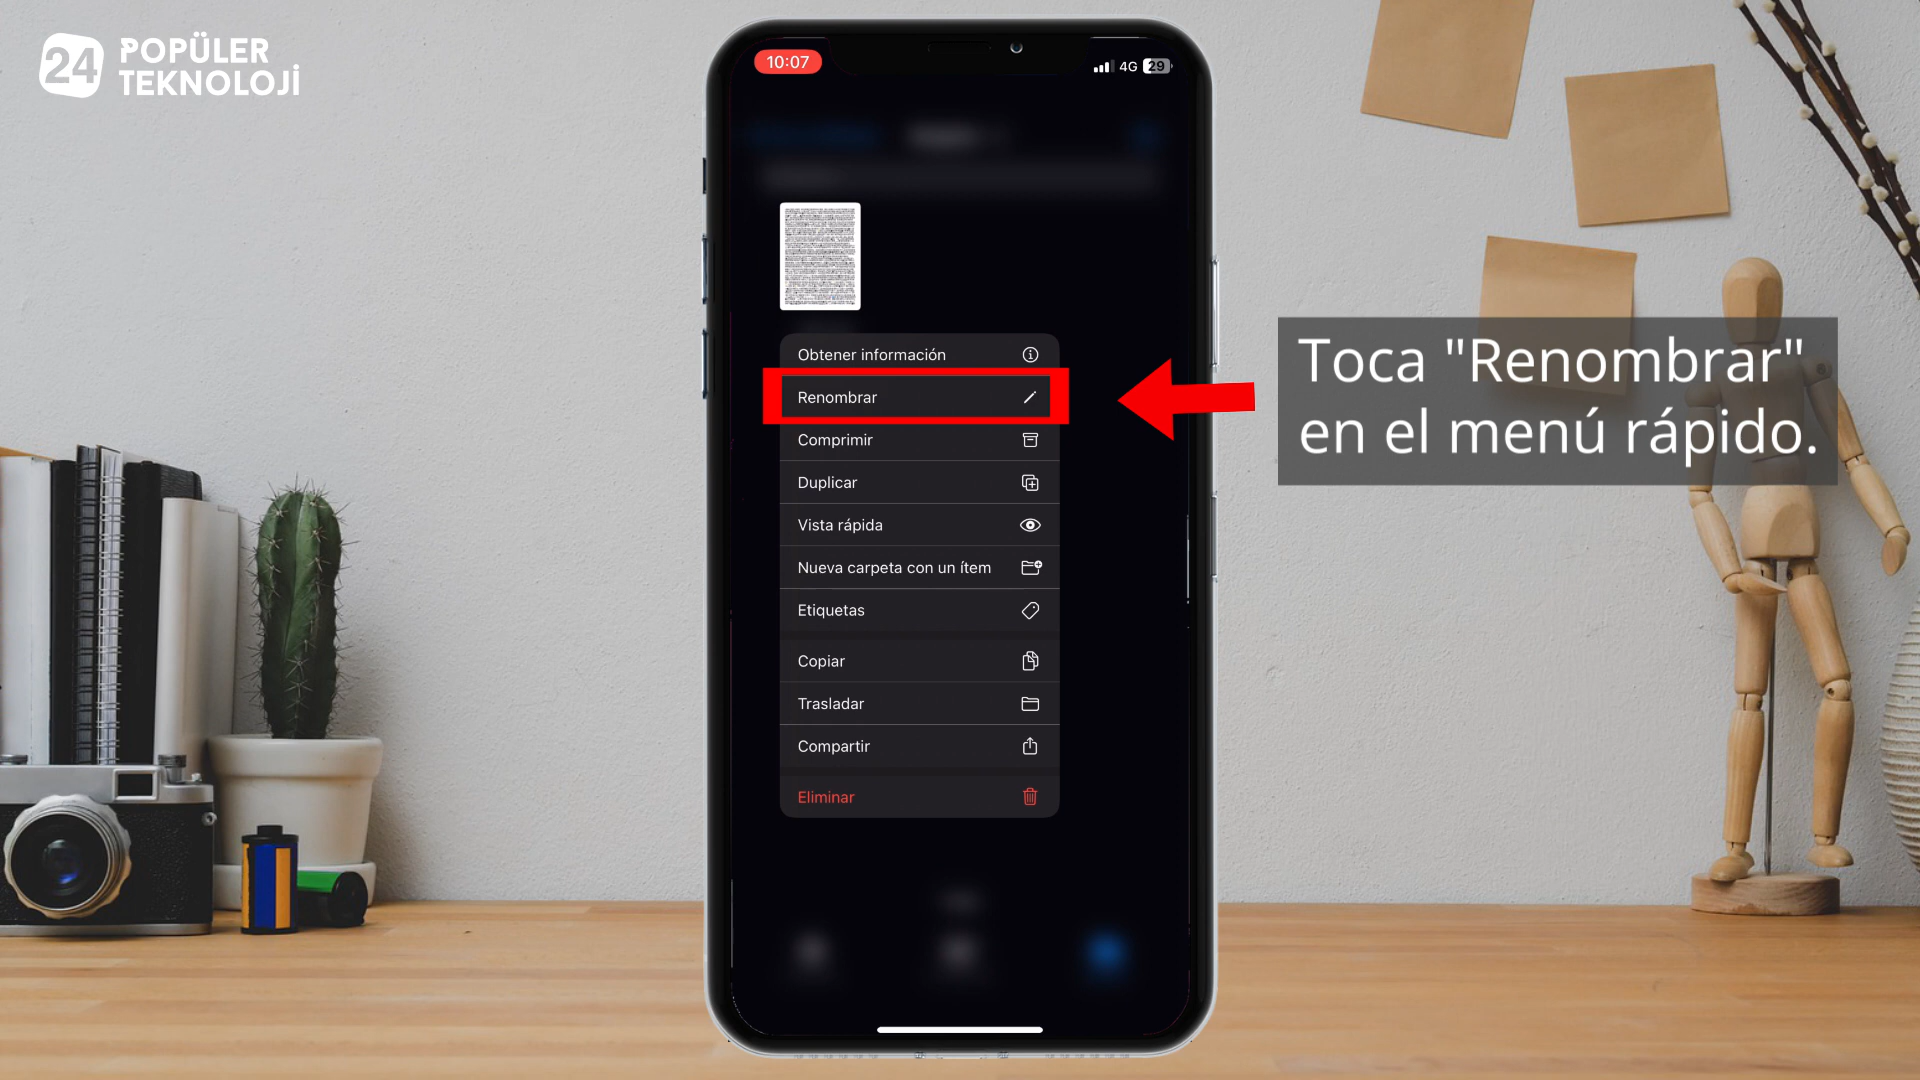 24 POPÜLER
TEKNOLOJİ
10:07
4G 29
Obtener información
Renombrar
Comprimir
Duplicar
Vista rápida
Nueva carpeta con un ítem
Etiquetas
Copiar
Trasladar
Compartir
Eliminar
Toca "Renombrar"
en el menú rápido.